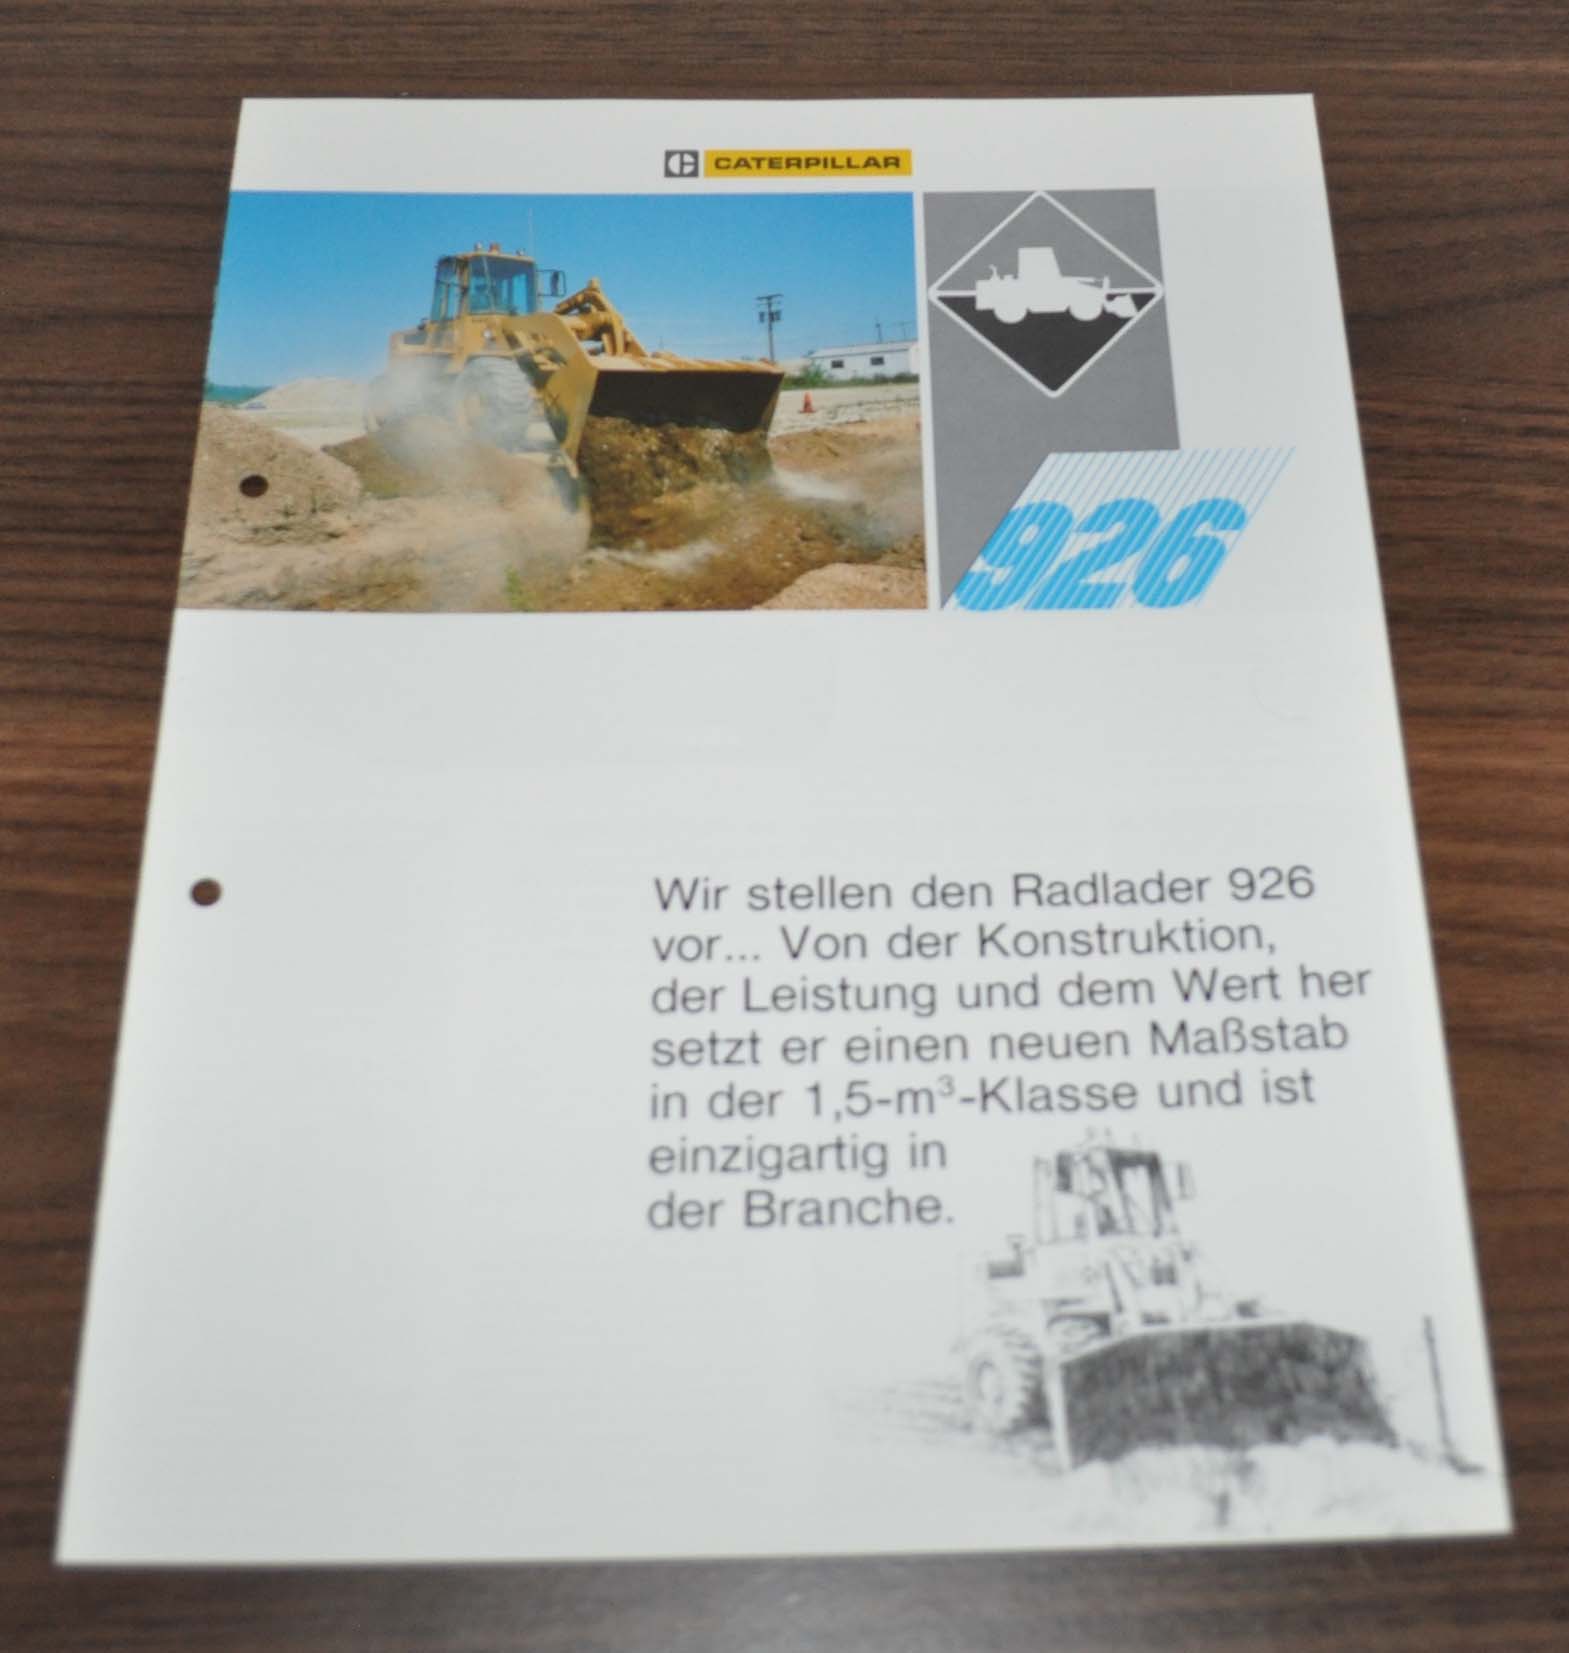 CATERPILLAR
926
Wir stellen den Radlader 926
vor... Von der Konstruktion,
der Leistung und dem Wert her
setzt er einen neuen Maßstab
in der 1,5-m³-Klasse und ist
einzigartig in
der Branche.